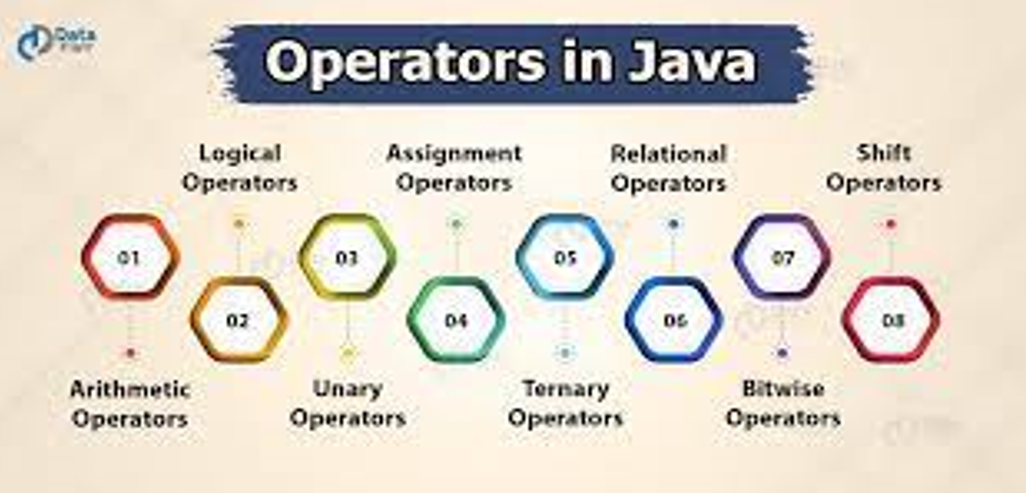 Data
Operators in Java
Logical
Operators
Assignment
Operators
Relational
Operators
Shift
Operators
01
02
03
04
05
06
07
08
Arithmetic
Operators
Unary
Operators
Ternary
Operators
Bitwise
Operators